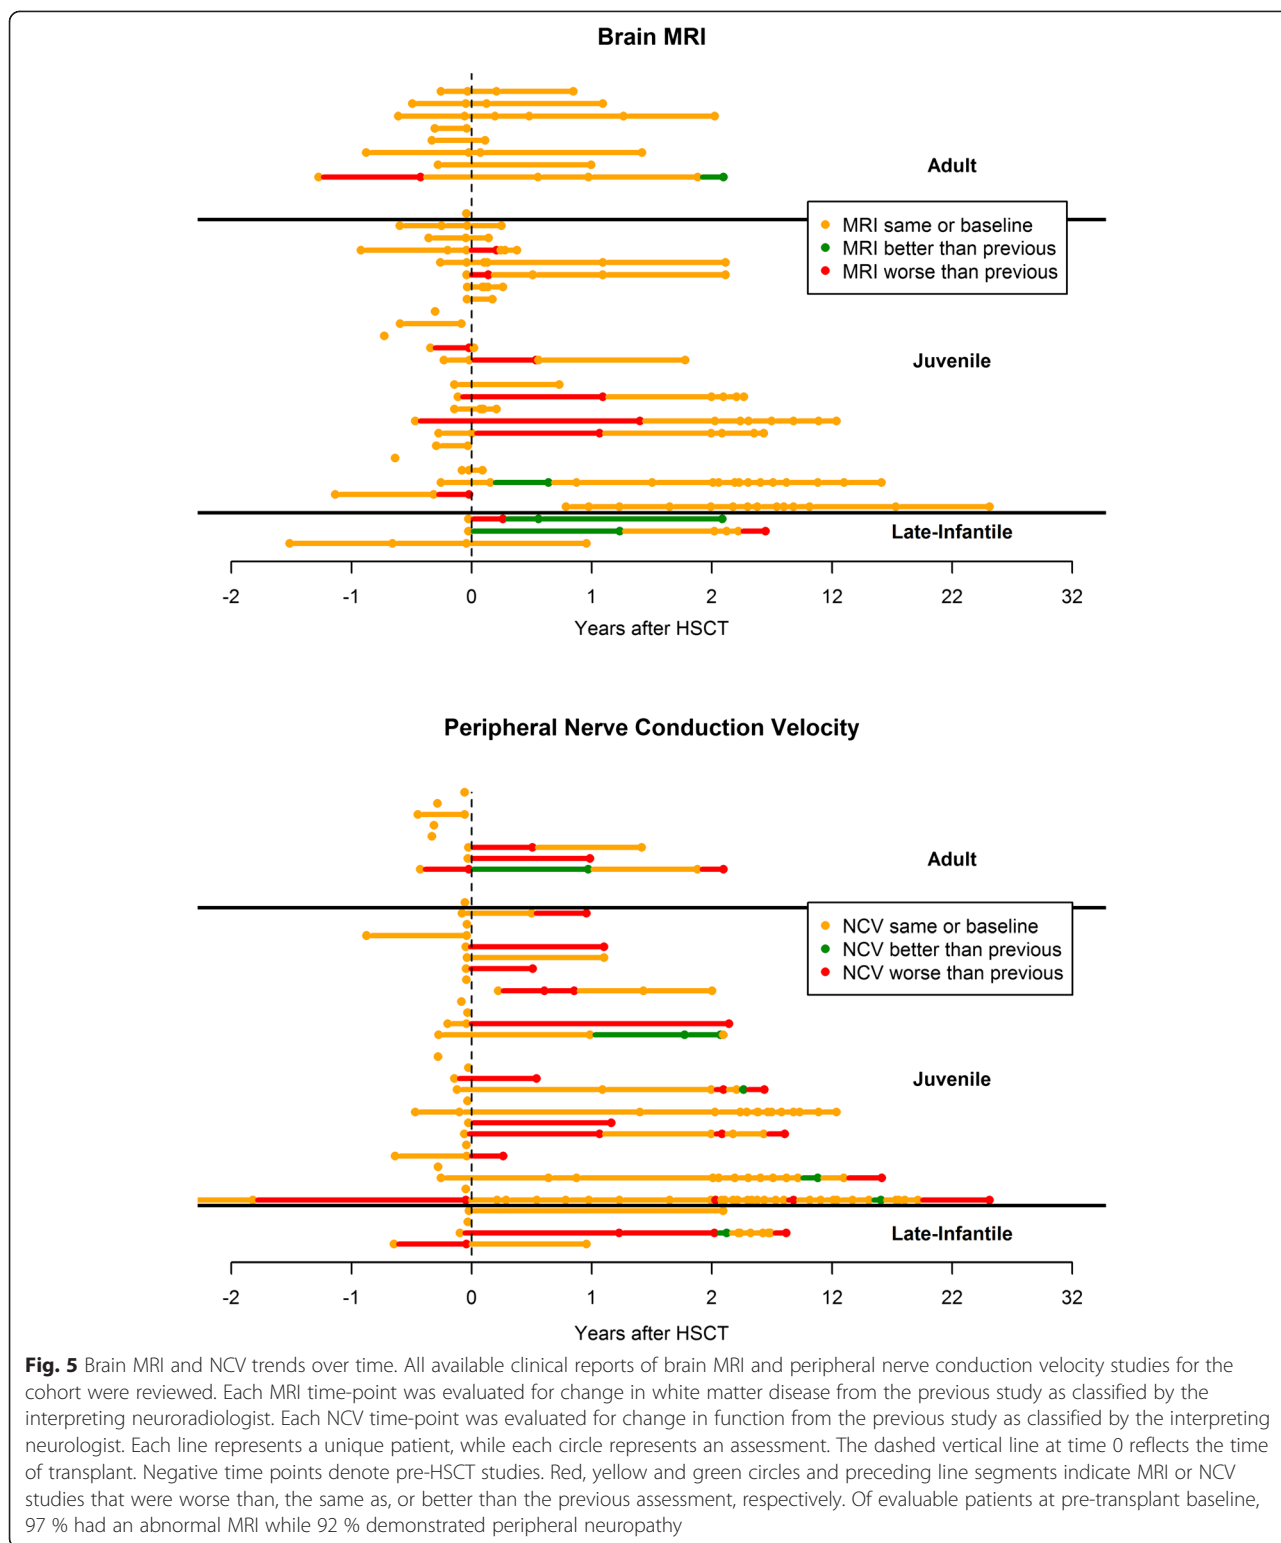 Brain MRI
Adult
MRI same or baseline
MRI better than previous
MRI worse than previous
Juvenile
Late-Infantile
-2 -1 0 1 2 12 22 32
Years after HSCT
Peripheral Nerve Conduction Velocity
Adult
NCV same or baseline
NCV better than previous
NCV worse than previous
Juvenile
Late-Infantile
-2 -1 0 1 2 12 22 32
Years after HSCT
Fig. 5 Brain MRI and NCV trends over time. All available clinical reports of brain MRI and peripheral nerve conduction velocity studies for the
cohort were reviewed. Each MRI time-point was evaluated for change in white matter disease from the previous study as classified by the
interpreting neuroradiologist. Each NCV time-point was evaluated for change in function from the previous study as classified by the interpreting
neurologist. Each line represents a unique patient, while each circle represents an assessment. The dashed vertical line at time 0 reflects the time
of transplant. Negative time points denote pre-HSCT studies. Red, yellow and green circles and preceding line segments indicate MRI or NCV
studies that were worse than, the same as, or better than the previous assessment, respectively. Of evaluable patients at pre-transplant baseline,
97 % had an abnormal MRI while 92 % demonstrated peripheral neuropathy